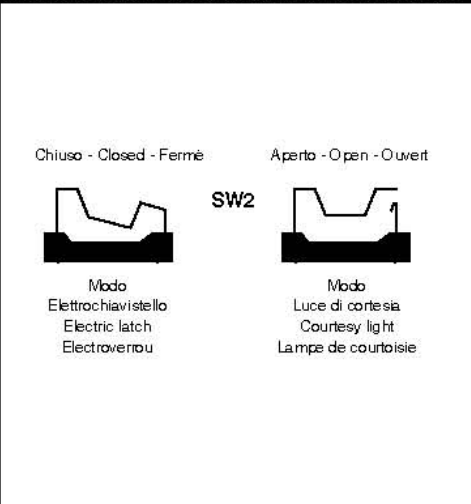 Chiuso - Closed - Fermè
Aperto - Open - Ouvert
SW2
Modo
Elettrochiavistello
Electric latch
Electroverrou
Modo
Luce di cortesia
Courtesy light
Lampe de courtoisie